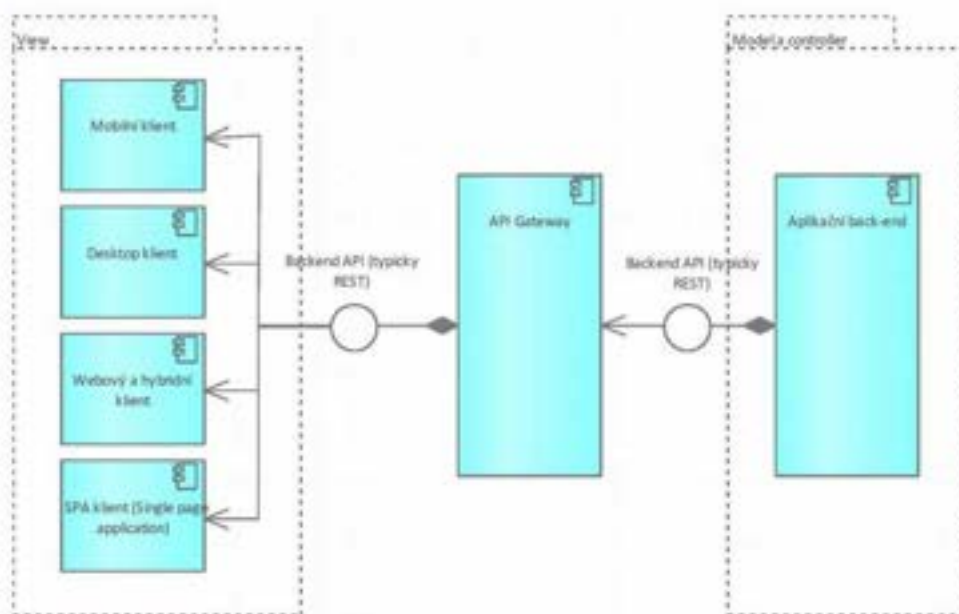 View
Model a controller
Mobilní klient
Desktop klient
Webový a hybridní
klient
SPA klient (Single page
application)
Backend API (typicky
REST)
API Gateway
Backend API (typicky
REST)
Aplikační back-end